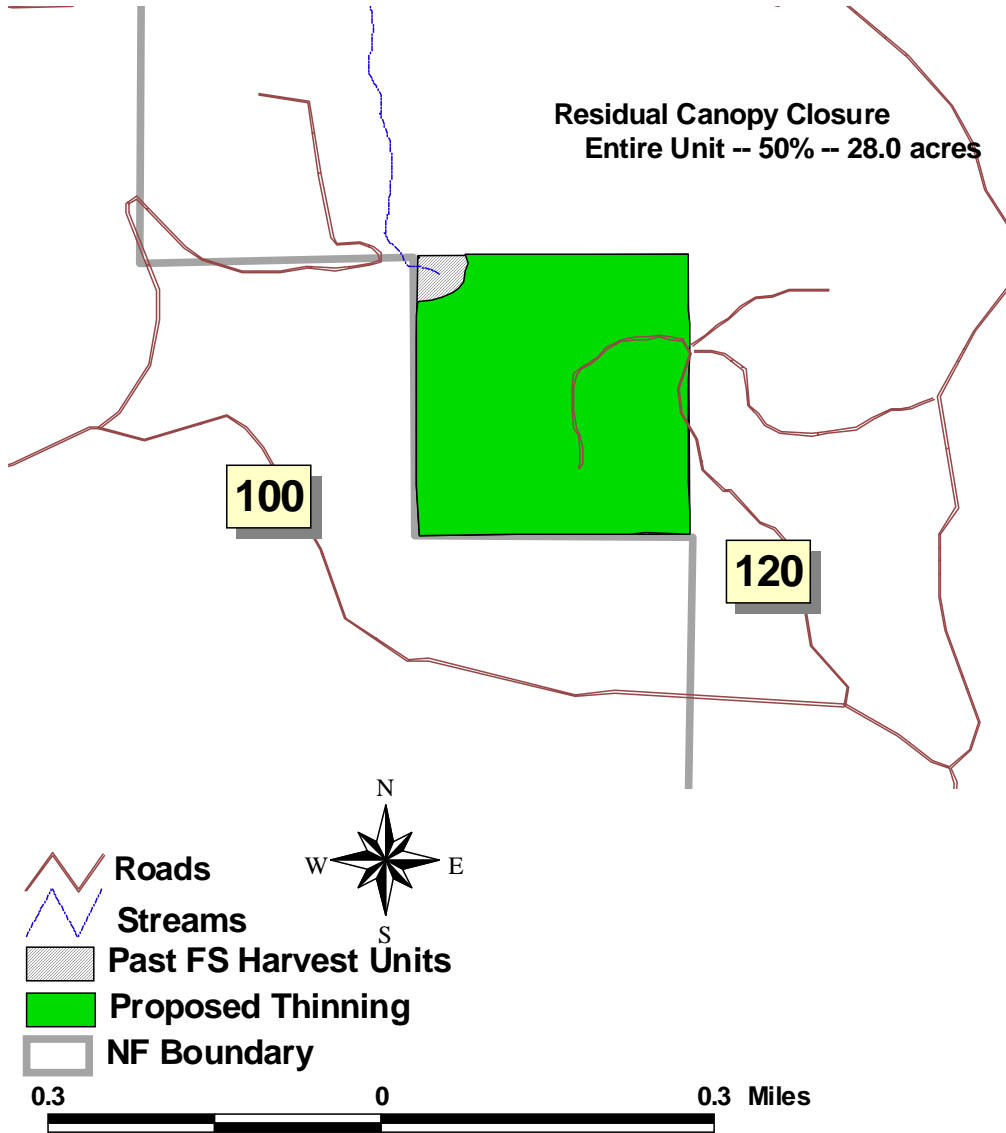 Residual Canopy Closure
Entire Unit -- 50% -- 28.0 acres
100
120
N
W E
S
Roads
Streams
Past FS Harvest Units
Proposed Thinning
NF Boundary
0.3 0 0.3 Miles